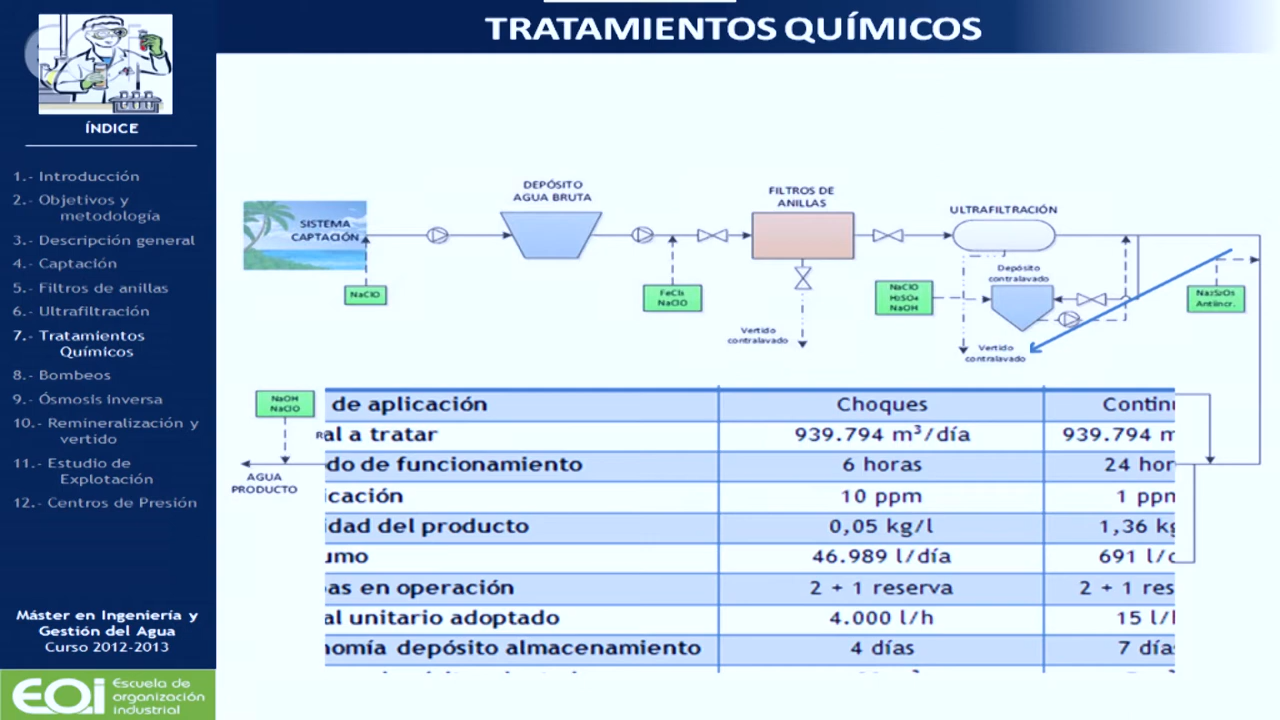 TRATAMIENTOS QUÍMICOS
ÍNDICE
1.- Introducción
2.- Objetivos y
metodología
3.- Descripción general
4.- Captación
5.- Filtros de anillas
6.- Ultrafiltración
7.- Tratamientos
Químicos
8.- Bombeos
9.- Ósmosis inversa
10.- Remineralización y
vertido
11.- Estudio de
Explotación
12.- Centros de Presión
Máster en Ingeniería y
Gestión del Agua
Curso 2012-2013
EOI Escuela de
organización
industrial
SISTEMA
CAPTACIÓN
NaClO
DEPÓSITO
AGUA BRUTA
FeCl₃
NaClO
FILTROS DE
ANILLAS
Vertido
contralavado
ULTRAFILTRACIÓN
NaClO
H₂SO₄
NaOH
Depósito
contralavado
Vertido
contralavado
Na₂S₂O₅
Antiincr.
NaOH
NaClO
AGUA
PRODUCTO
de aplicación Choques Continu
al a tratar 939.794 m³/día 939.794 m
do de funcionamiento 6 horas 24 hor
icación 10 ppm 1 ppn
idad del producto 0,05 kg/l 1,36 kg
umo 46.989 l/día 691 l/d
as en operación 2 + 1 reserva 2 + 1 res
al unitario adoptado 4.000 l/h 15 l/
nomía depósito almacenamiento 4 días 7 día